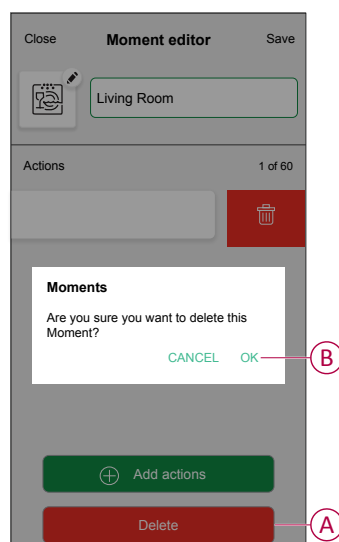 Close Moment editor Save
Living Room
Actions 1 of 60
Moments
Are you sure you want to delete this
Moment?
CANCEL OK
B
Add actions
Delete
A